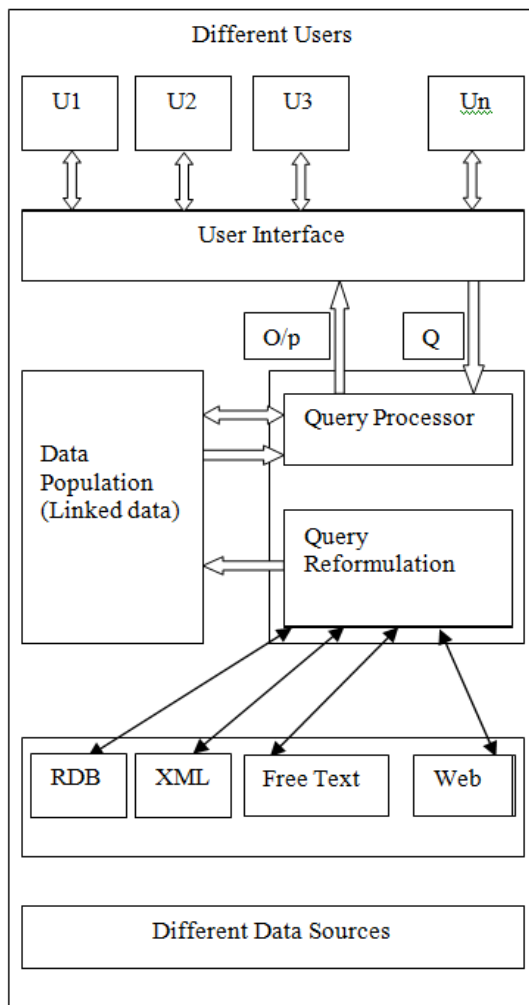 Different Users
U1
U2
U3
Un
User Interface
O/p
Q
Query Processor
Data
Population
(Linked data)
Query
Reformulation
RDB
XML
Free Text
Web
Different Data Sources